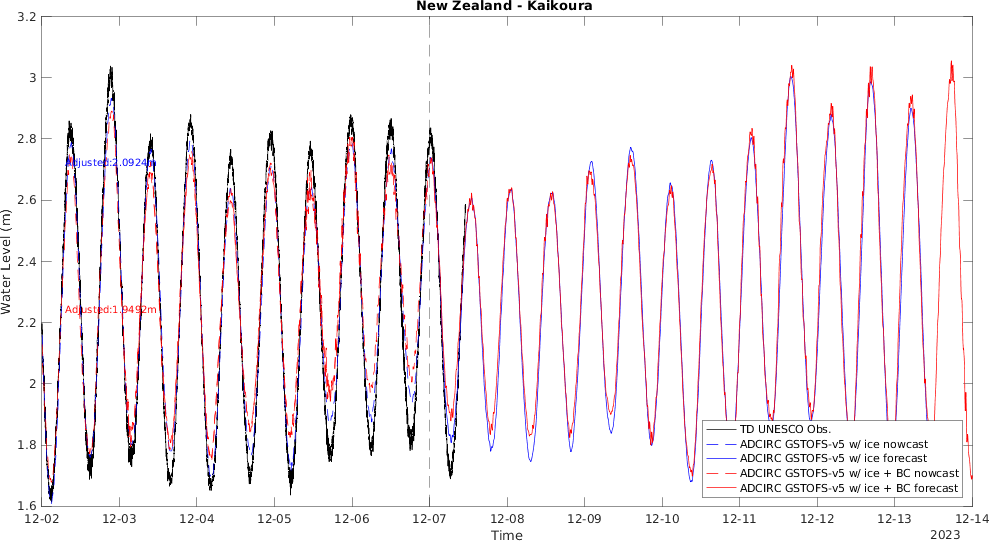 New Zealand - Kaikoura
3.2
3
2.8
2.6
2.4
2.2
2
1.8
1.6
Water Level (m)
Adjusted:2.0924m
Adjusted:1.9492m
TD UNESCO Obs.
ADCIRC GSTOFS-v5 w/ ice nowcast
ADCIRC GSTOFS-v5 w/ ice forecast
ADCIRC GSTOFS-v5 w/ ice + BC nowcast
ADCIRC GSTOFS-v5 w/ ice + BC forecast
12-02 12-03 12-04 12-05 12-06 12-07 12-08 12-09 12-10 12-11 12-12 12-13 12-14
Time
2023